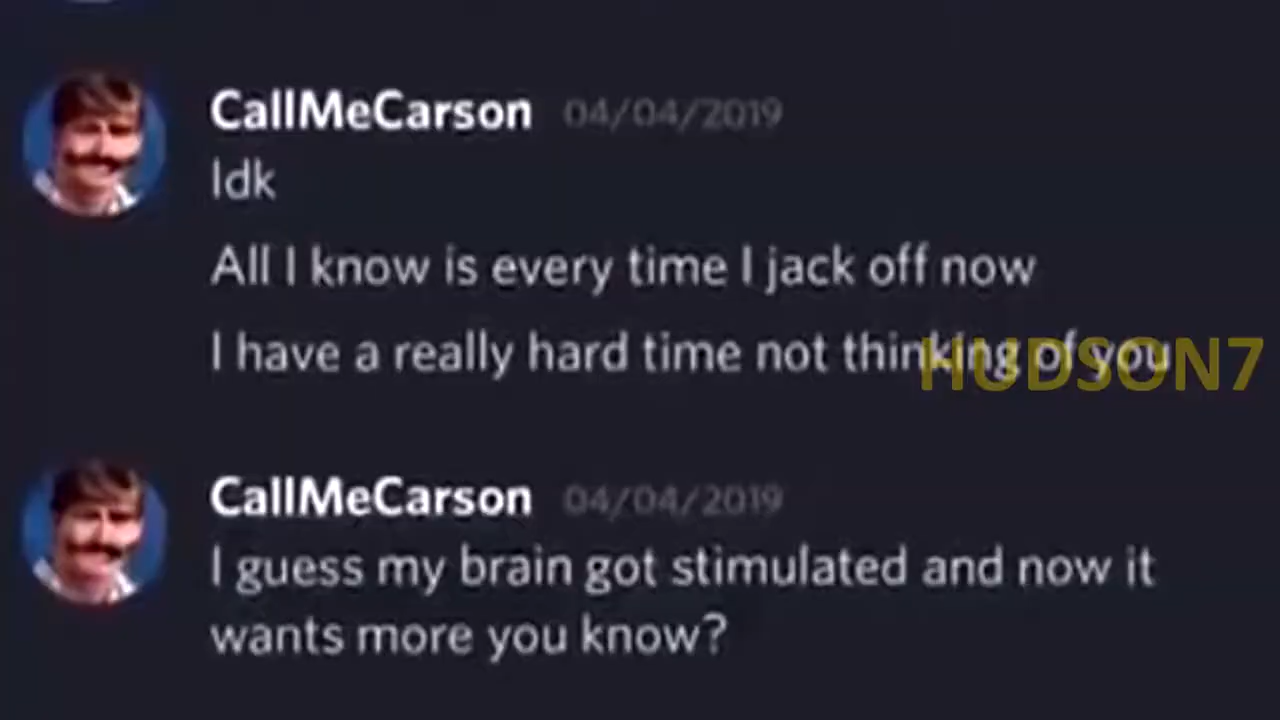 CallMeCarson 04/04/2019
Idk
All I know is every time I jack off now
I have a really hard time not thinking of you
HUDSON7
CallMeCarson 04/04/2019
I guess my brain got stimulated and now it
wants more you know?